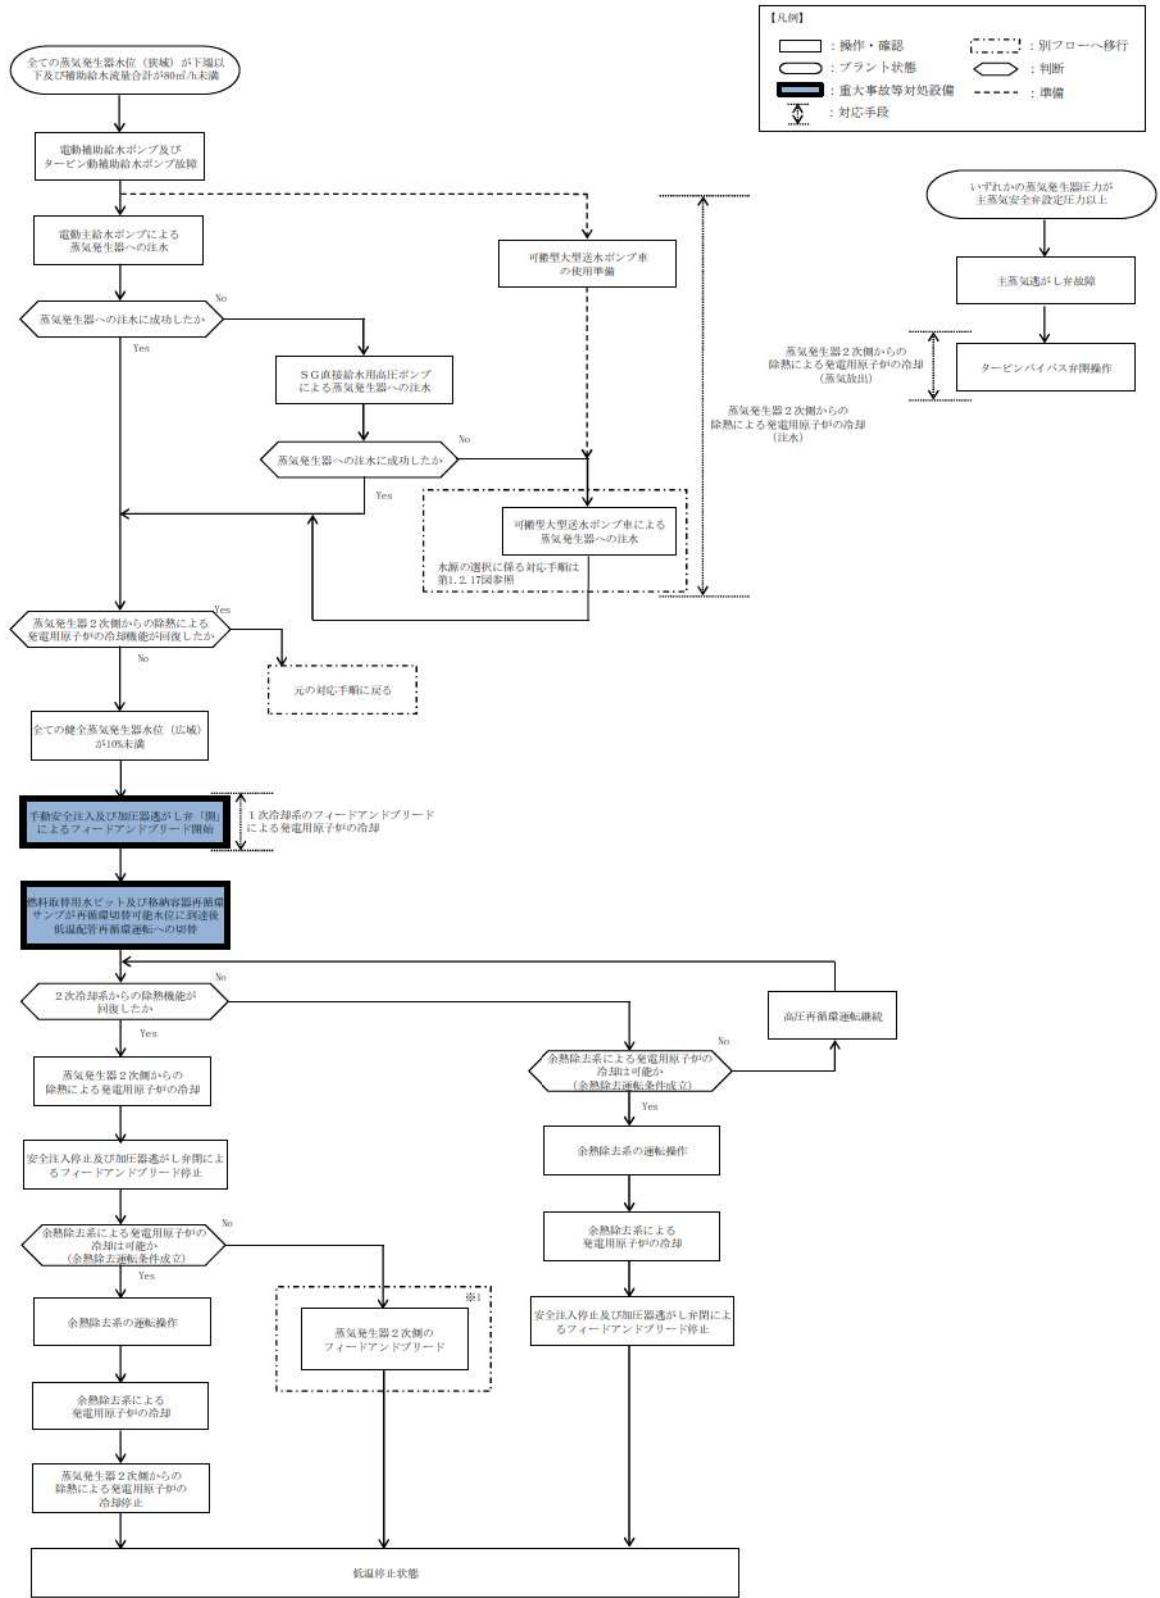 【凡例】
：操作・確認
：別フローへ移行
：プラント状態
：判断
：重大事故等対処設備
：準備
：対応手段
全ての蒸気発生器水位（狭域）が下端以
下及び補助給水流量合計が80㎥/h未満
電動補助給水ポンプ及び
タービン動補助給水ポンプ故障
電動主給水ポンプによる
蒸気発生器への注水
可搬型大型送水ポンプ車
の使用準備
蒸気発生器への注水に成功したか
No
Yes
ＳＧ直接給水用高圧ポンプ
による蒸気発生器への注水
蒸気発生器への注水に成功したか
No
Yes
可搬型大型送水ポンプ車による
蒸気発生器への注水
水源の選択に係る対応手順は
第1.2.17図参照
蒸気発生器２次側からの
除熱による発電用原子炉の冷却
（注水）
いずれかの蒸気発生器圧力が
主蒸気安全弁設定圧力以上
主蒸気逃がし弁故障
タービンバイパス弁開操作
蒸気発生器２次側からの
除熱による発電用原子炉の冷却
（蒸気放出）
蒸気発生器２次側からの除熱による
発電用原子炉の冷却機能が回復したか
Yes
No
元の対応手順に戻る
全ての健全蒸気発生器水位（広域）
が10%未満
手動安全注入及び加圧器逃がし弁「開」
によるフィードアンドブリード開始
１次冷却系のフィードアンドブリード
による発電用原子炉の冷却
燃料取替用水ピット及び格納容器再循環
サンプが再循環切替可能水位に到達後
低温配管再循環運転への切替
２次冷却系からの除熱機能が
回復したか
No
Yes
高圧再循環運転継続
余熱除去系による発電用原子炉の
冷却は可能か
（余熱除去運転条件成立）
No
Yes
蒸気発生器２次側からの
除熱による発電用原子炉の冷却
余熱除去系の運転操作
安全注入停止及び加圧器逃がし弁閉によ
るフィードアンドブリード停止
余熱除去系による
発電用原子炉の冷却
余熱除去系による発電用原子炉の
冷却は可能か
（余熱除去運転条件成立）
No
Yes
※1
蒸気発生器２次側の
フィードアンドブリード
安全注入停止及び加圧器逃がし弁閉によ
るフィードアンドブリード停止
余熱除去系の運転操作
余熱除去系による
発電用原子炉の冷却
蒸気発生器２次側からの
除熱による発電用原子炉の
冷却停止
低温停止状態